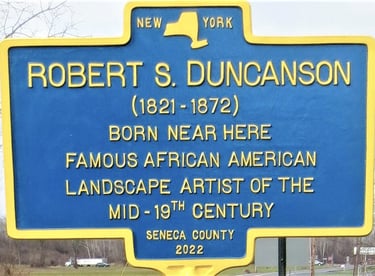 NEW YORK
ROBERT S. DUNCANSON
(1821-1872)
BORN NEAR HERE
FAMOUS AFRICAN AMERICAN
LANDSCAPE ARTIST OF THE
MID-19TH CENTURY
SENECA COUNTY
2022